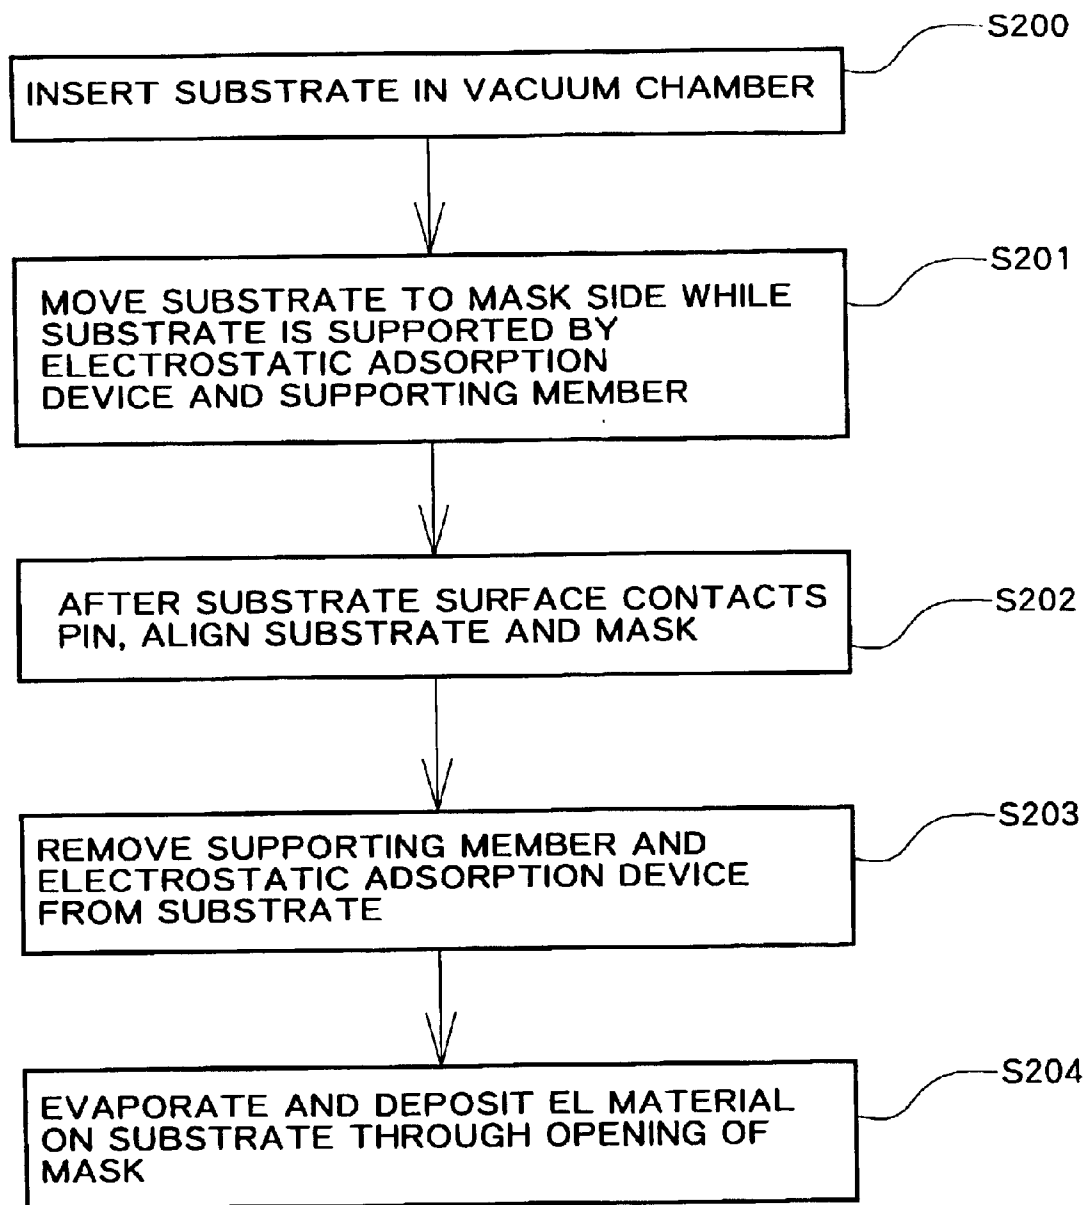 S200
INSERT SUBSTRATE IN VACUUM CHAMBER
S201
MOVE SUBSTRATE TO MASK SIDE WHILE
SUBSTRATE IS SUPPORTED BY
ELECTROSTATIC ADSORPTION
DEVICE AND SUPPORTING MEMBER
S202
AFTER SUBSTRATE SURFACE CONTACTS
PIN, ALIGN SUBSTRATE AND MASK
S203
REMOVE SUPPORTING MEMBER AND
ELECTROSTATIC ADSORPTION DEVICE
FROM SUBSTRATE
S204
EVAPORATE AND DEPOSIT EL MATERIAL
ON SUBSTRATE THROUGH OPENING OF
MASK